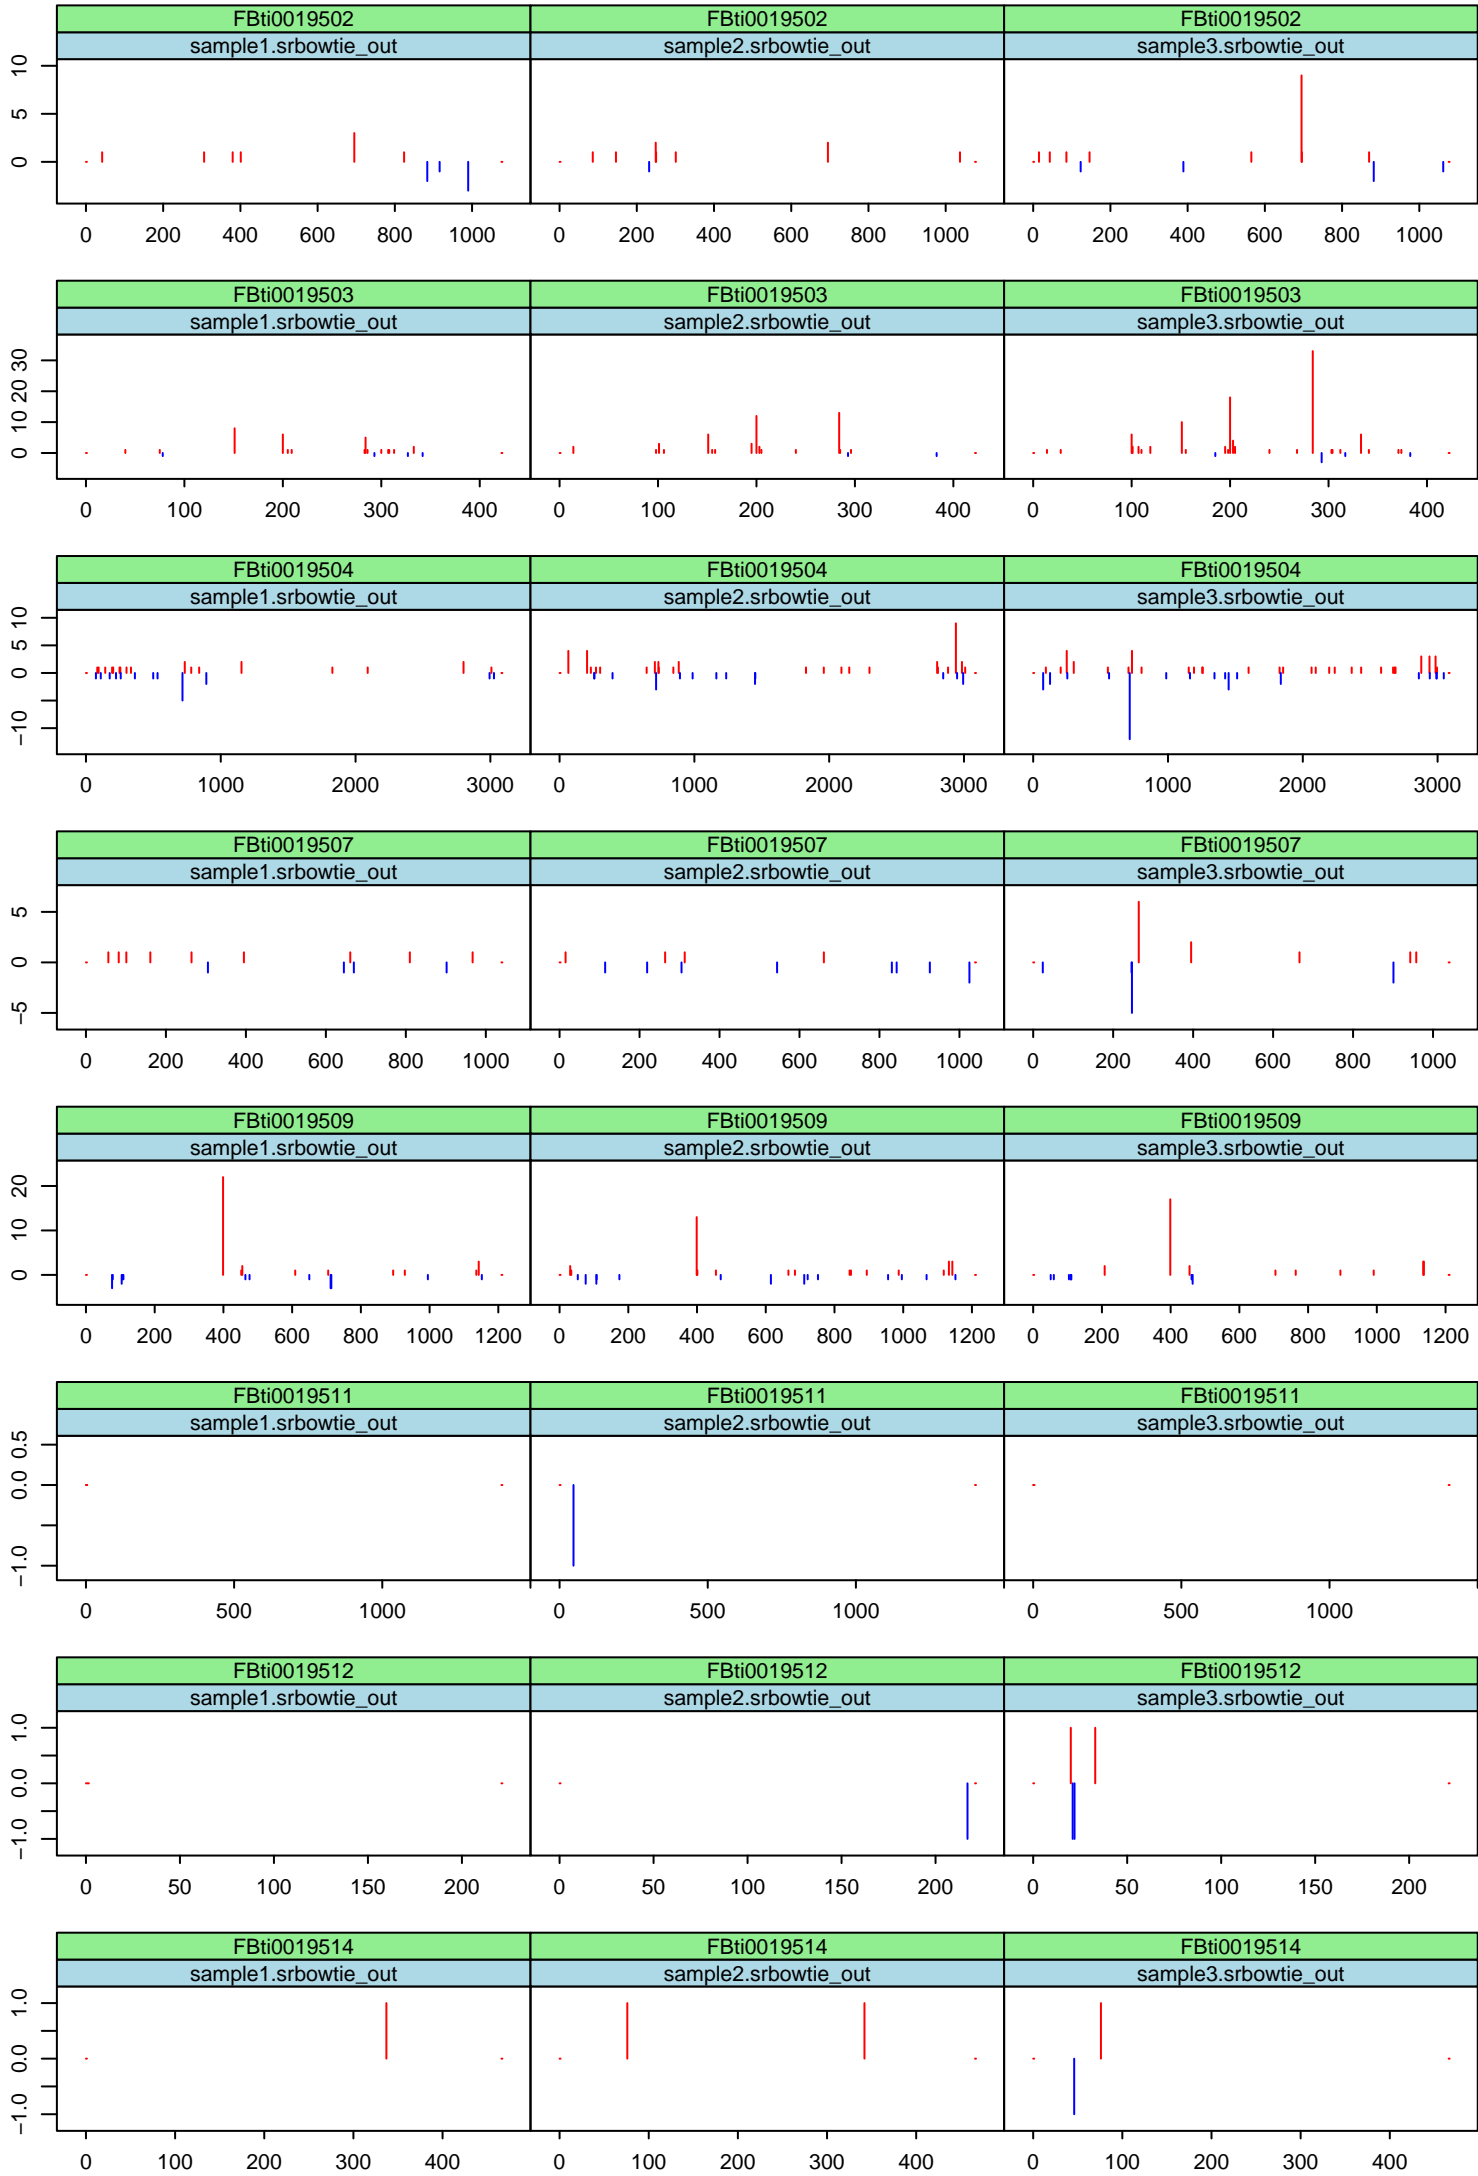 FBti0019502 FBti0019502 FBti0019502
sample1.srbowtie_out sample2.srbowtie_out sample3.srbowtie_out
10
5
0
0 200 400 600 800 1000 0 200 400 600 800 1000 0 200 400 600 800 1000
FBti0019503 FBti0019503 FBti0019503
sample1.srbowtie_out sample2.srbowtie_out sample3.srbowtie_out
30
20
10
0
0 100 200 300 400 0 100 200 300 400 0 100 200 300 400
FBti0019504 FBti0019504 FBti0019504
sample1.srbowtie_out sample2.srbowtie_out sample3.srbowtie_out
10
5
0
−10
0 1000 2000 3000 0 1000 2000 3000 0 1000 2000 3000
FBti0019507 FBti0019507 FBti0019507
sample1.srbowtie_out sample2.srbowtie_out sample3.srbowtie_out
5
0
−5
0 200 400 600 800 1000 0 200 400 600 800 1000 0 200 400 600 800 1000
FBti0019509 FBti0019509 FBti0019509
sample1.srbowtie_out sample2.srbowtie_out sample3.srbowtie_out
20
10
0
0 200 400 600 800 1000 1200 0 200 400 600 800 1000 1200 0 200 400 600 800 1000 1200
FBti0019511 FBti0019511 FBti0019511
sample1.srbowtie_out sample2.srbowtie_out sample3.srbowtie_out
0.5
0.0
−1.0
0 500 1000 0 500 1000 0 500 1000
FBti0019512 FBti0019512 FBti0019512
sample1.srbowtie_out sample2.srbowtie_out sample3.srbowtie_out
1.0
0.0
−1.0
0 50 100 150 200 0 50 100 150 200 0 50 100 150 200
FBti0019514 FBti0019514 FBti0019514
sample1.srbowtie_out sample2.srbowtie_out sample3.srbowtie_out
1.0
0.0
−1.0
0 100 200 300 400 0 100 200 300 400 0 100 200 300 400